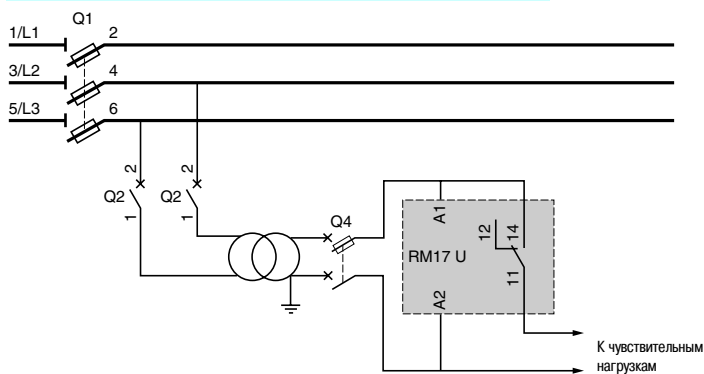 Q1
1/L1 2
3/L2 4
5/L3 6
2 2
Q2 Q2
1 1
Q4
A1
12 14
RM17 U
11
A2
К чувствительным
нагрузкам